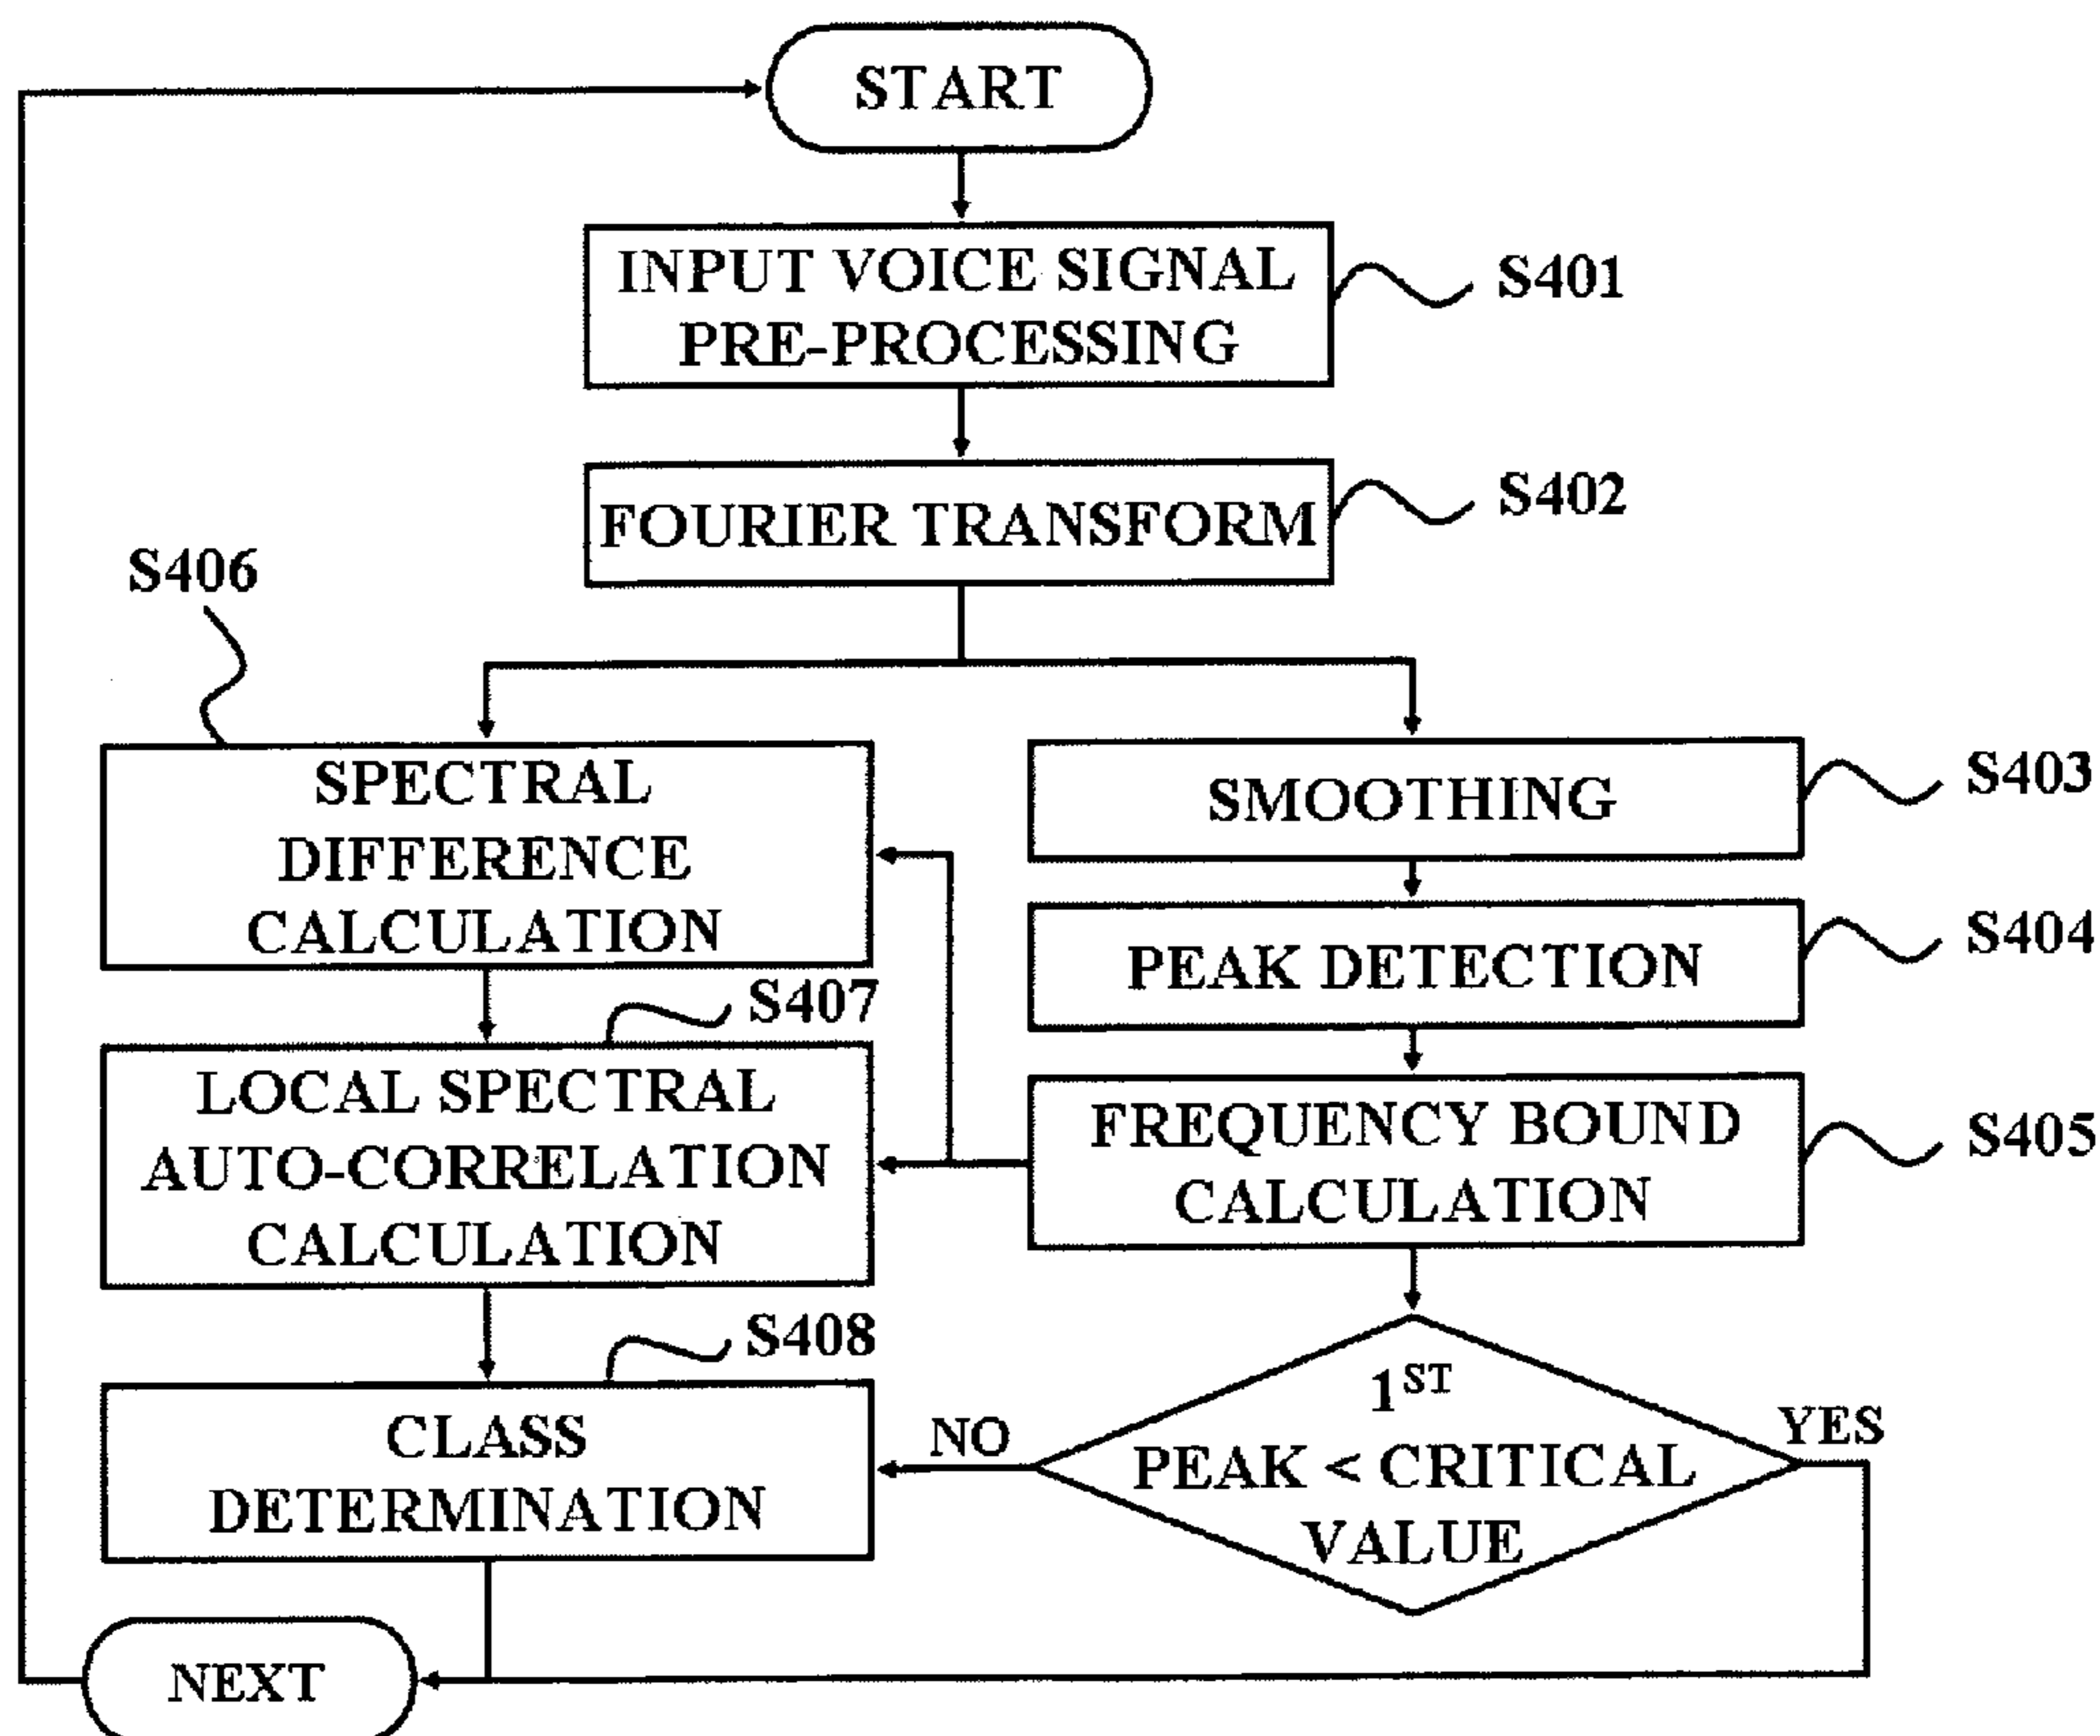 START
INPUT VOICE SIGNAL
PRE-PROCESSING
S401
FOURIER TRANSFORM
S402
S406
SPECTRAL
DIFFERENCE
CALCULATION
SMOOTHING
S403
PEAK DETECTION
S404
S407
LOCAL SPECTRAL
AUTO-CORRELATION
CALCULATION
FREQUENCY BOUND
CALCULATION
S405
S408
CLASS
DETERMINATION
NO
1ST
PEAK < CRITICAL
VALUE
YES
NEXT